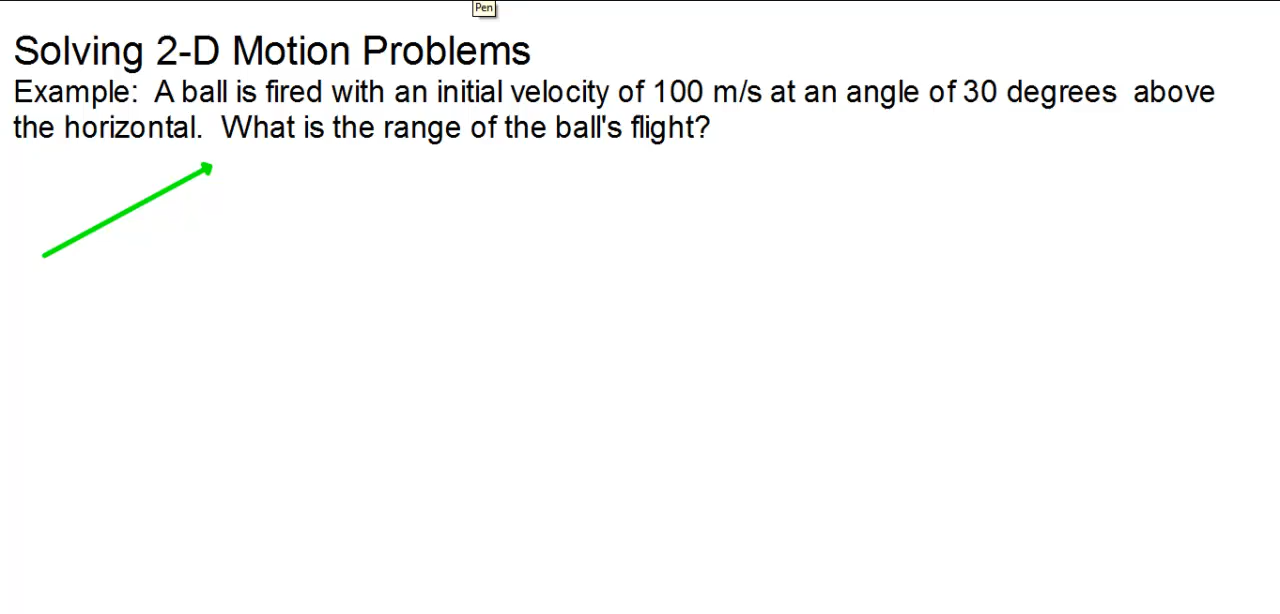 Pen
Solving 2-D Motion Problems
Example:  A ball is fired with an initial velocity of 100 m/s at an angle of 30 degrees  above
the horizontal.  What is the range of the ball's flight?